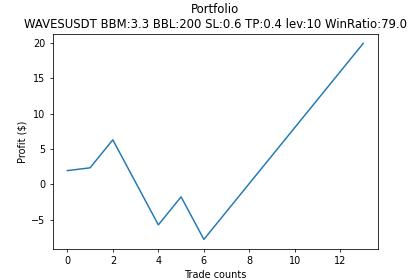 Portfolio
WAVESUSDT BBM:3.3 BBL:200 SL:0.6 TP:0.4 lev:10 WinRatio:79.0
20
15
10
5
0
−5
Profit ($)
0 2 4 6 8 10 12
Trade counts